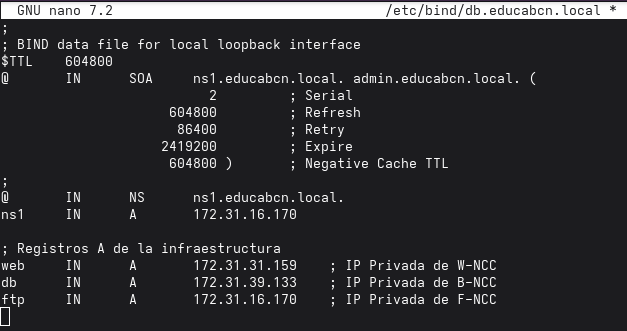 GNU nano 7.2                    /etc/bind/db.educabcn.local *
;
; BIND data file for local loopback interface
$TTL    604800
@       IN      SOA     ns1.educabcn.local. admin.educabcn.local. (
                          2         ; Serial
                     604800         ; Refresh
                      86400         ; Retry
                    2419200         ; Expire
                     604800 )       ; Negative Cache TTL
;
@       IN      NS      ns1.educabcn.local.
ns1     IN      A       172.31.16.170

; Registros A de la infraestructura
web     IN      A       172.31.31.159    ; IP Privada de W-NCC
db      IN      A       172.31.39.133    ; IP Privada de B-NCC
ftp     IN      A       172.31.16.170    ; IP Privada de F-NCC